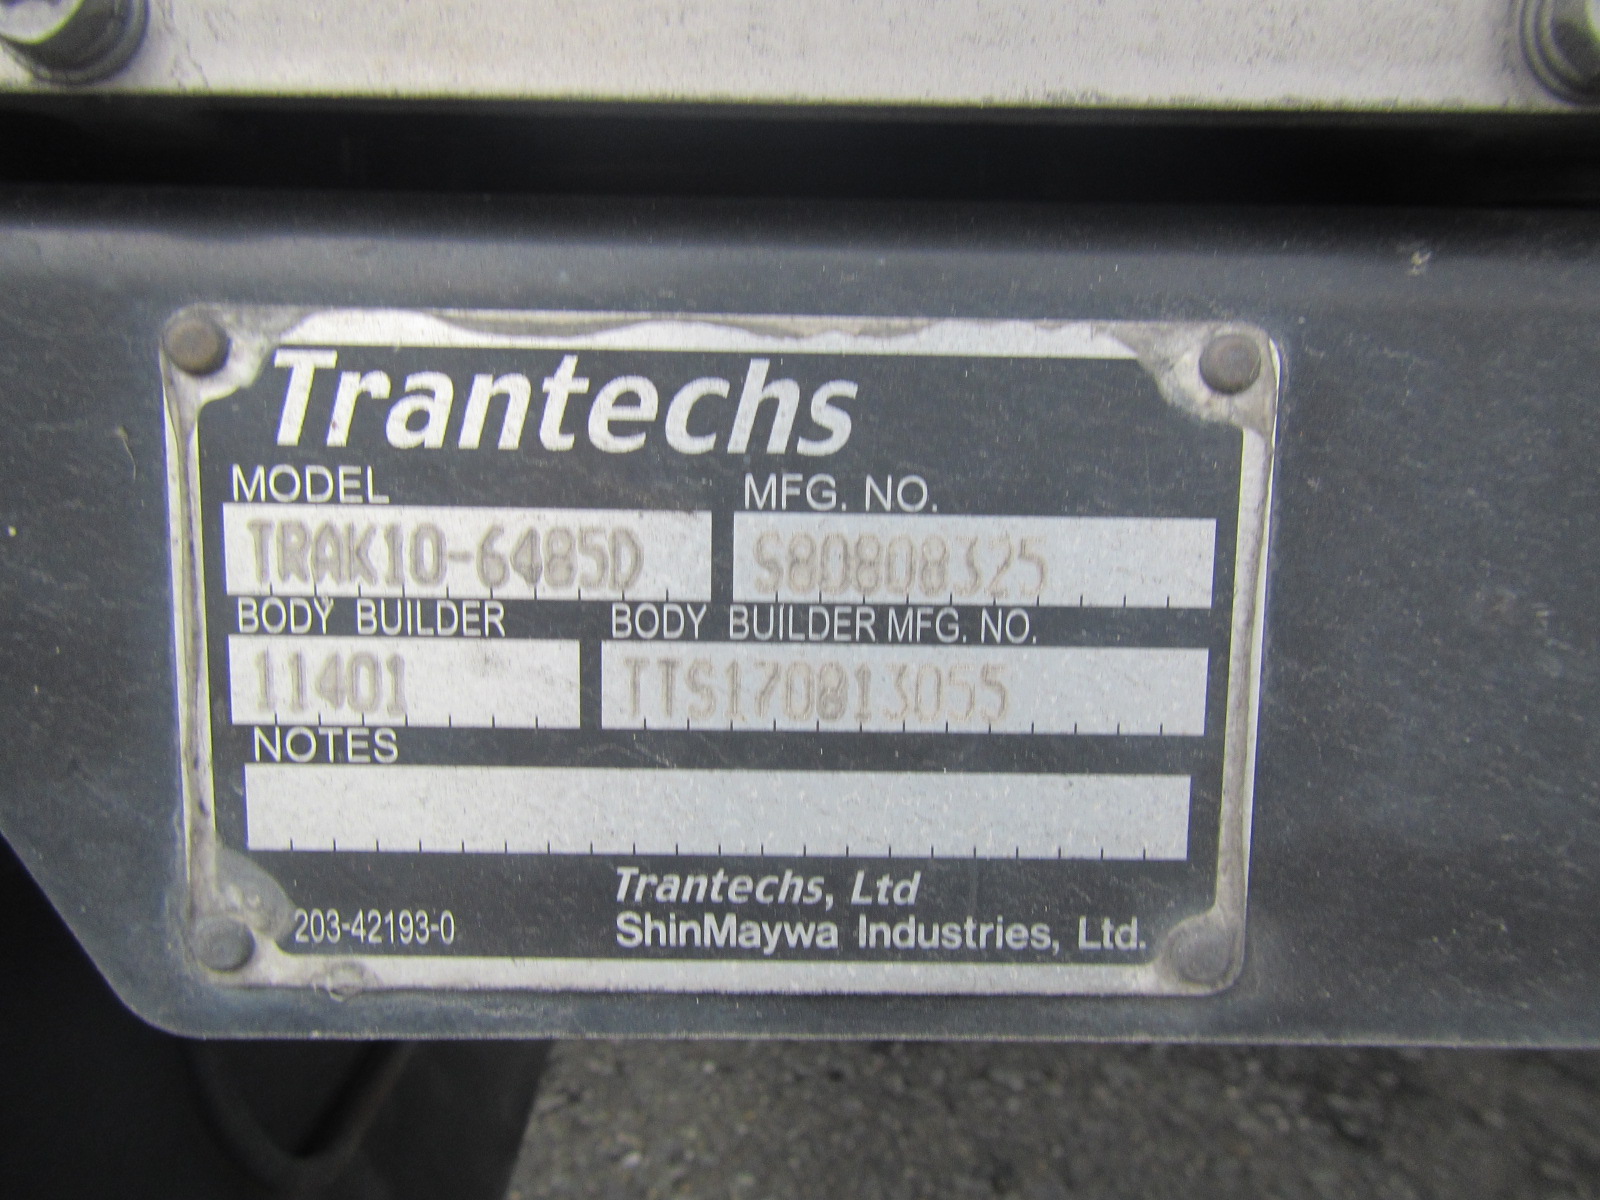 Trantechs
MODEL MFG. NO.
TRAK10-6485D S80808325
BODY BUILDER BODY BUILDER MFG. NO.
11401 TTS170813055
NOTES
Trantechs, Ltd
203-42193-0 ShinMaywa Industries, Ltd.